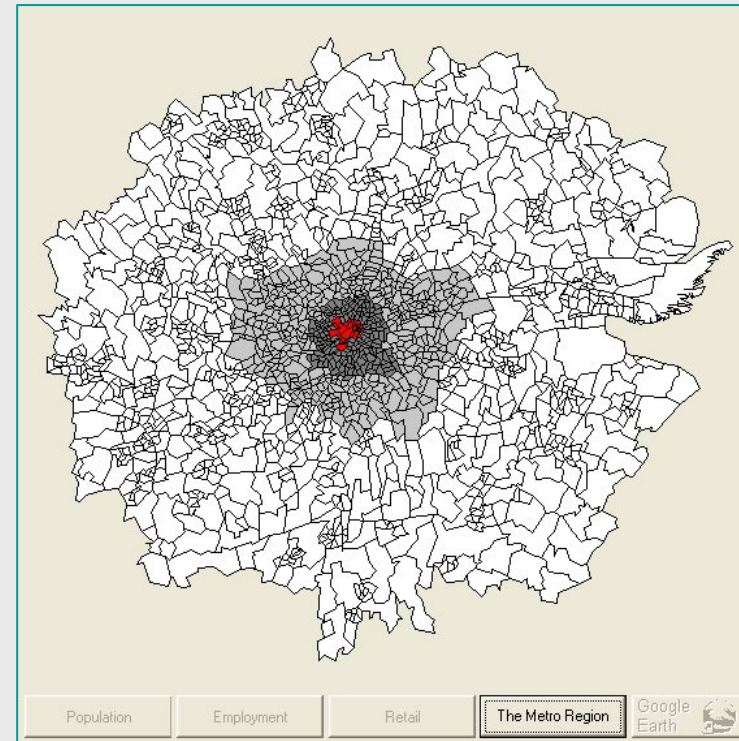 Population
Employment
Retail
The Metro Region
Google
Earth